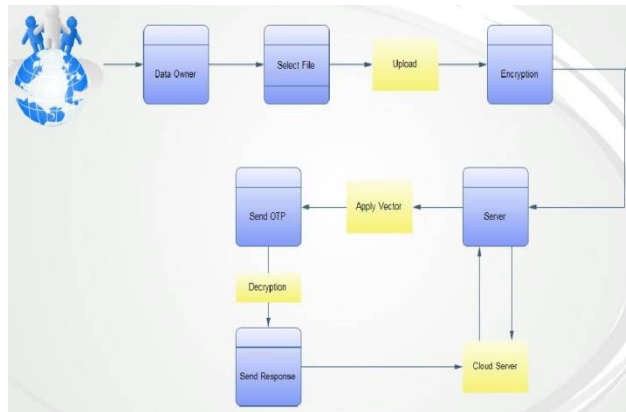 Data Owner
Select File
Upload
Encryption
Send OTP
Apply Vector
Server
Decryption
Send Response
Cloud Server